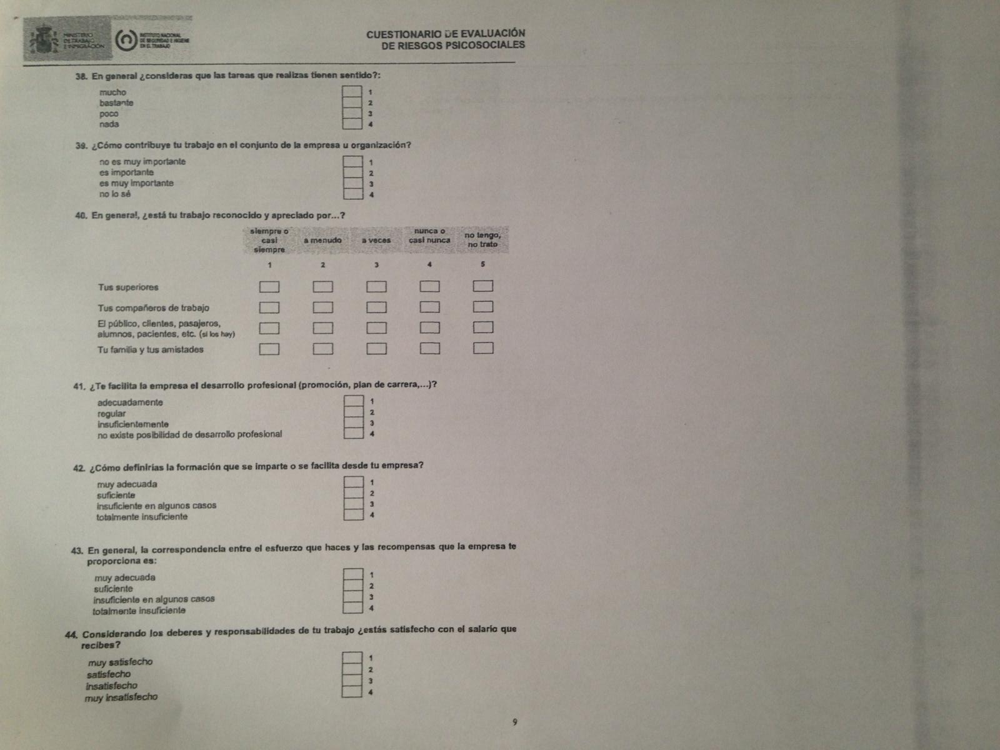 MINISTERIO
DE TRABAJO
E INMIGRACIÓN
INSTITUTO NACIONAL
DE SEGURIDAD E HIGIENE
EN EL TRABAJO
CUESTIONARIO DE EVALUACIÓN
DE RIESGOS PSICOSOCIALES
38. En general ¿consideras que las tareas que realizas tienen sentido?:
mucho 1
bastante 2
poco 3
nada 4
39. ¿Cómo contribuye tu trabajo en el conjunto de la empresa u organización?
no es muy importante 1
es importante 2
es muy importante 3
no lo sé 4
40. En general, ¿está tu trabajo reconocido y apreciado por...?
siempre o casi siempre a menudo a veces nunca o casi nunca no tengo, no trato
1 2 3 4 5
Tus superiores
Tus compañeros de trabajo
El público, clientes, pasajeros,
alumnos, pacientes, etc. (si los hay)
Tu familia y tus amistades
41. ¿Te facilita la empresa el desarrollo profesional (promoción, plan de carrera,...)?
adecuadamente 1
regular 2
insuficientemente 3
no existe posibilidad de desarrollo profesional 4
42. ¿Cómo definirías la formación que se imparte o se facilita desde tu empresa?
muy adecuada 1
suficiente 2
insuficiente en algunos casos 3
totalmente insuficiente 4
43. En general, la correspondencia entre el esfuerzo que haces y las recompensas que la empresa te
proporciona es:
muy adecuada 1
suficiente 2
insuficiente en algunos casos 3
totalmente insuficiente 4
44. Considerando los deberes y responsabilidades de tu trabajo ¿estás satisfecho con el salario que
recibes?
muy satisfecho 1
satisfecho 2
insatisfecho 3
muy insatisfecho 4
9